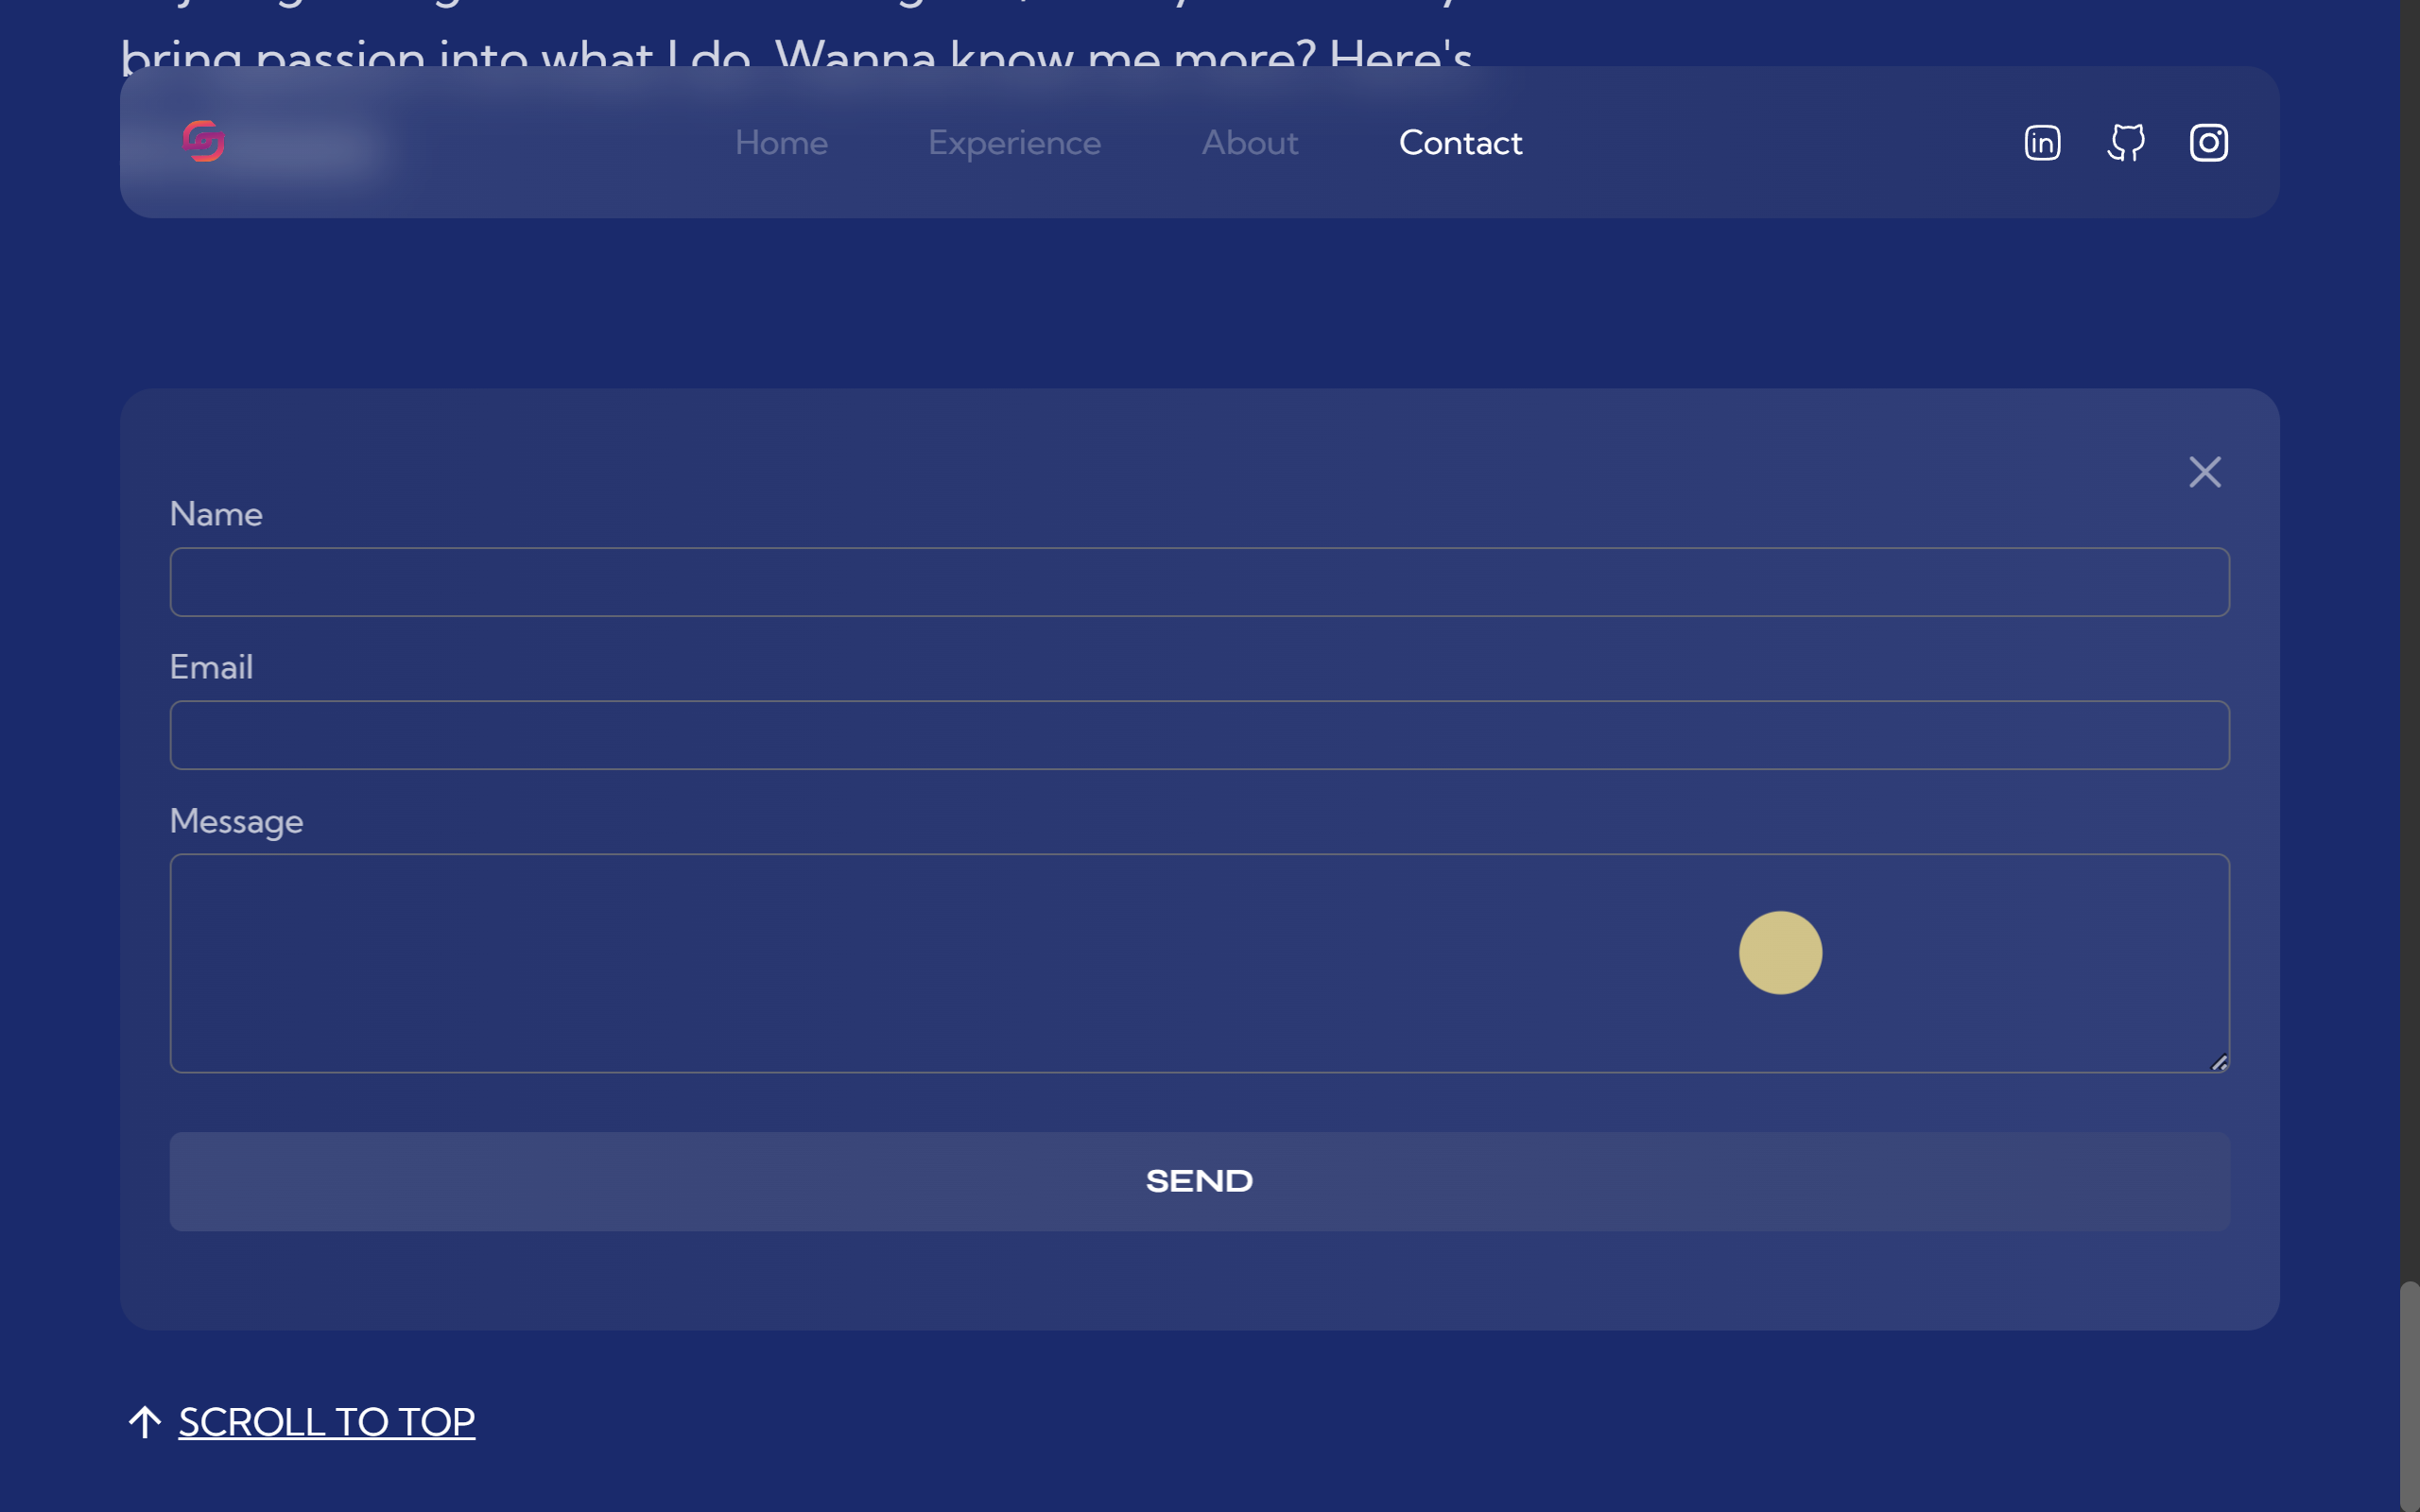 bring passion into what I do. Wanna know me more? Here's
Home
Experience
About
Contact
in
Name
Email
Message
SEND
SCROLL TO TOP